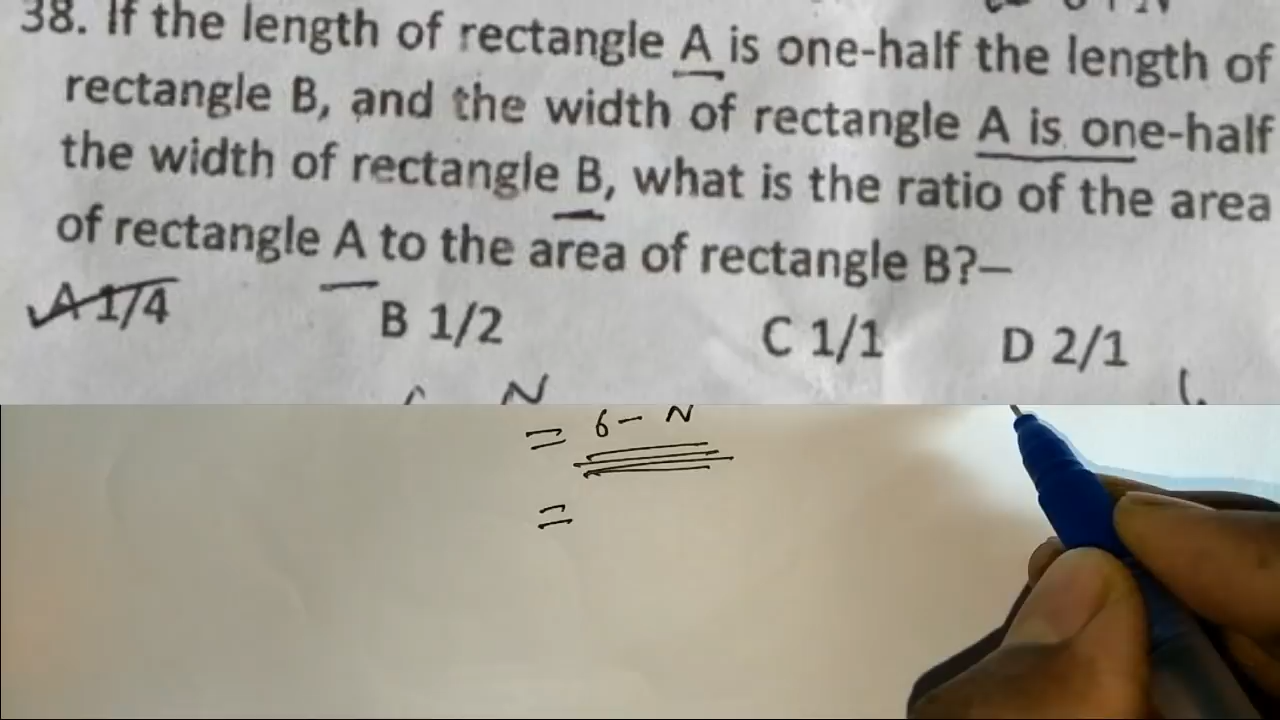 38. If the length of rectangle A is one-half the length of
rectangle B, and the width of rectangle A is one-half
the width of rectangle B, what is the ratio of the area
of rectangle A to the area of rectangle B?–
A 1/4 B 1/2 C 1/1 D 2/1
N
= 6 - N
=